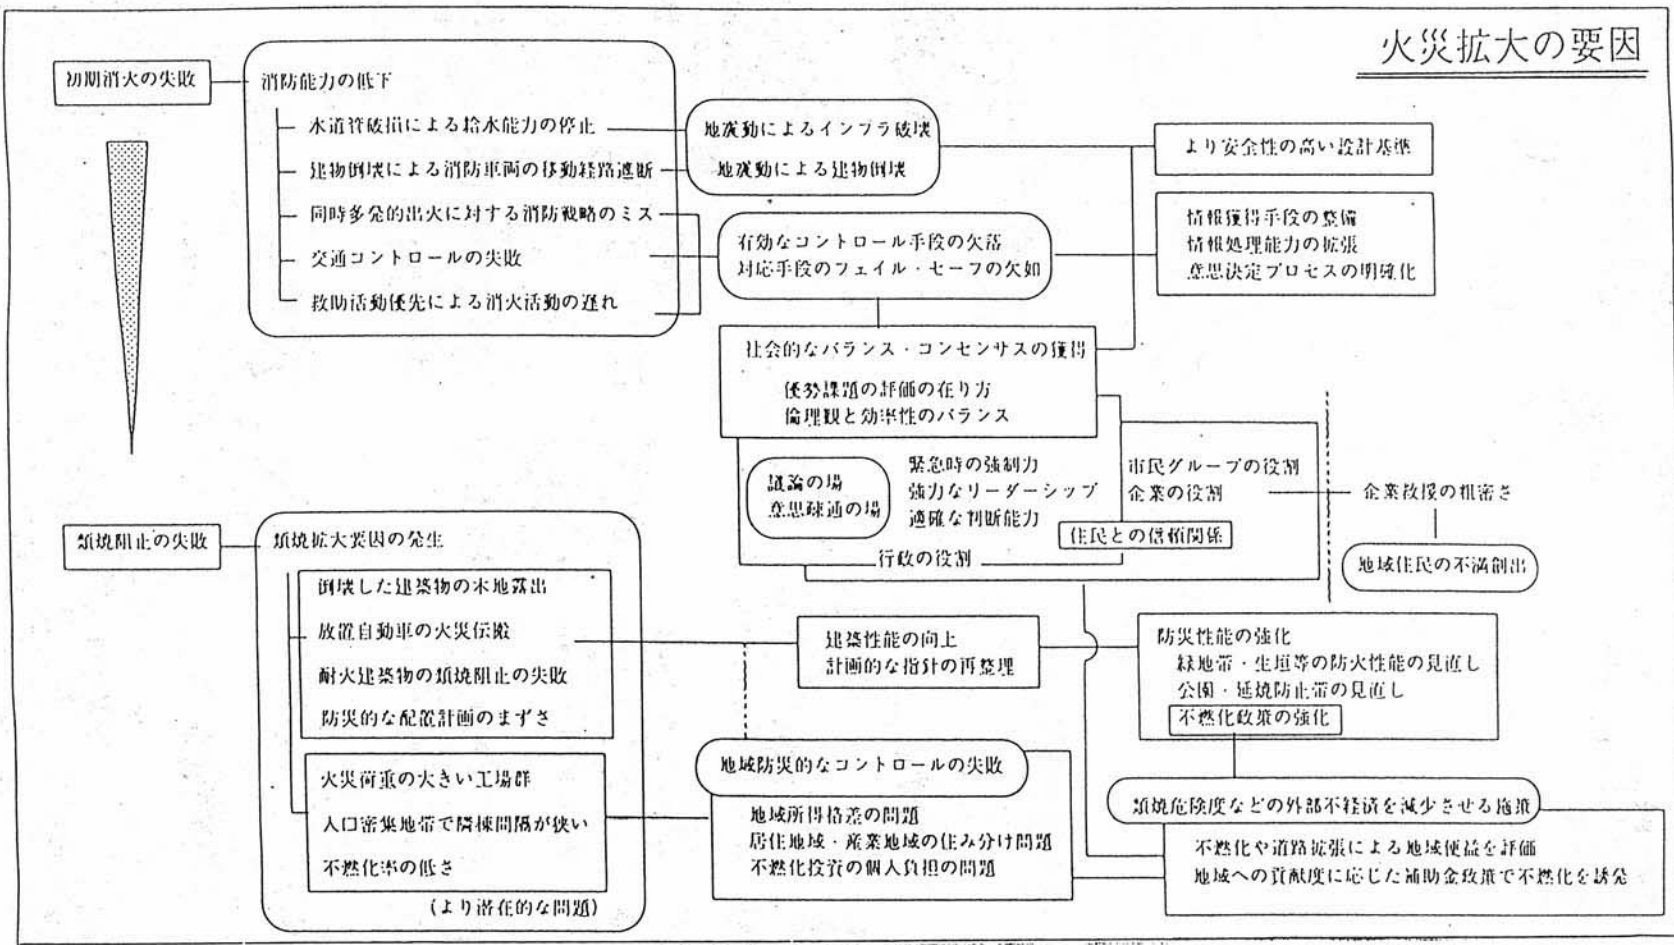 火災拡大の要因
初期消火の失敗
消防能力の低下
水道管破損による給水能力の停止
建物倒壊による消防車両の移動経路遮断
同時多発的出火に対する消防戦略のミス
交通コントロールの失敗
救助活動優先による消火活動の遅れ
地震動によるインフラ破壊
地震動による建物倒壊
より安全性の高い設計基準
有効なコントロール手段の欠落
対応手段のフェイル・セーフの欠如
情報獲得手段の整備
情報処理能力の拡張
意思決定プロセスの明確化
社会的なバランス・コンセンサスの獲得
優勢課題の評価の在り方
倫理観と効率性のバランス
議論の場
意思疎通の場
緊急時の強制力
強力なリーダーシップ
適確な判断能力
行政の役割
市民グループの役割
企業の役割
住民との信頼関係
企業救援の粗密さ
地域住民の不満創出
類焼阻止の失敗
類焼拡大要因の発生
倒壊した建築物の木地露出
放置自動車の火災伝搬
耐火建築物の類焼阻止の失敗
防災的な配置計画のまずさ
火災荷重の大きい工場群
人口密集地帯で隣棟間隔が狭い
不燃化率の低さ
(より潜在的な問題)
建築性能の向上
計画的な指針の再整理
防災性能の強化
緑地帯・生垣等の防火性能の見直し
公園・延焼防止帯の見直し
不燃化政策の強化
地域防災的なコントロールの失敗
地域所得格差の問題
居住地域・産業地域の住み分け問題
不燃化投資の個人負担の問題
類焼危険度などの外部不経済を減少させる施策
不燃化や道路拡張による地域便益を評価
地域への貢献度に応じた補助金政策で不燃化を誘発